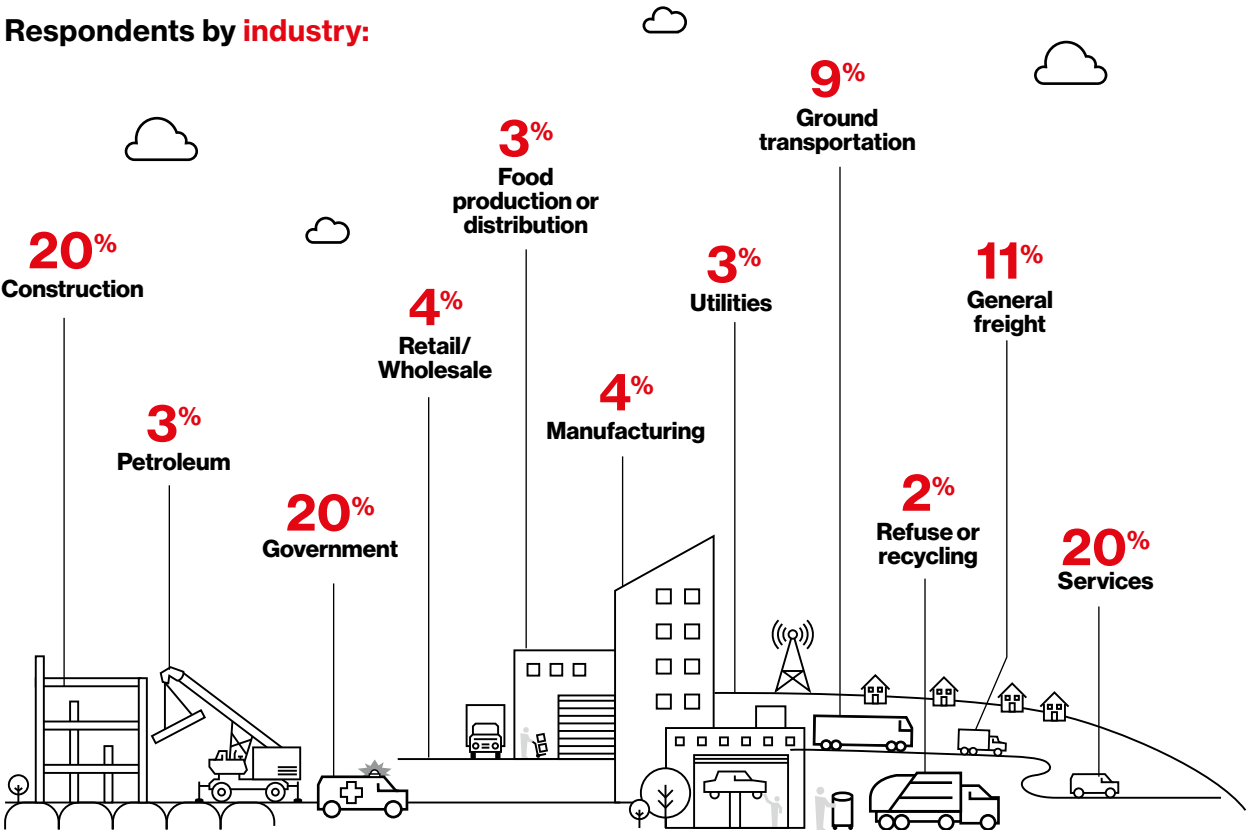 Respondents by industry:
9%
Ground
transportation
3%
Food
production or
distribution
20%
Construction
3%
Utilities
11%
General
freight
4%
Retail/
Wholesale
4%
Manufacturing
3%
Petroleum
2%
Refuse or
recycling
20%
Government
20%
Services